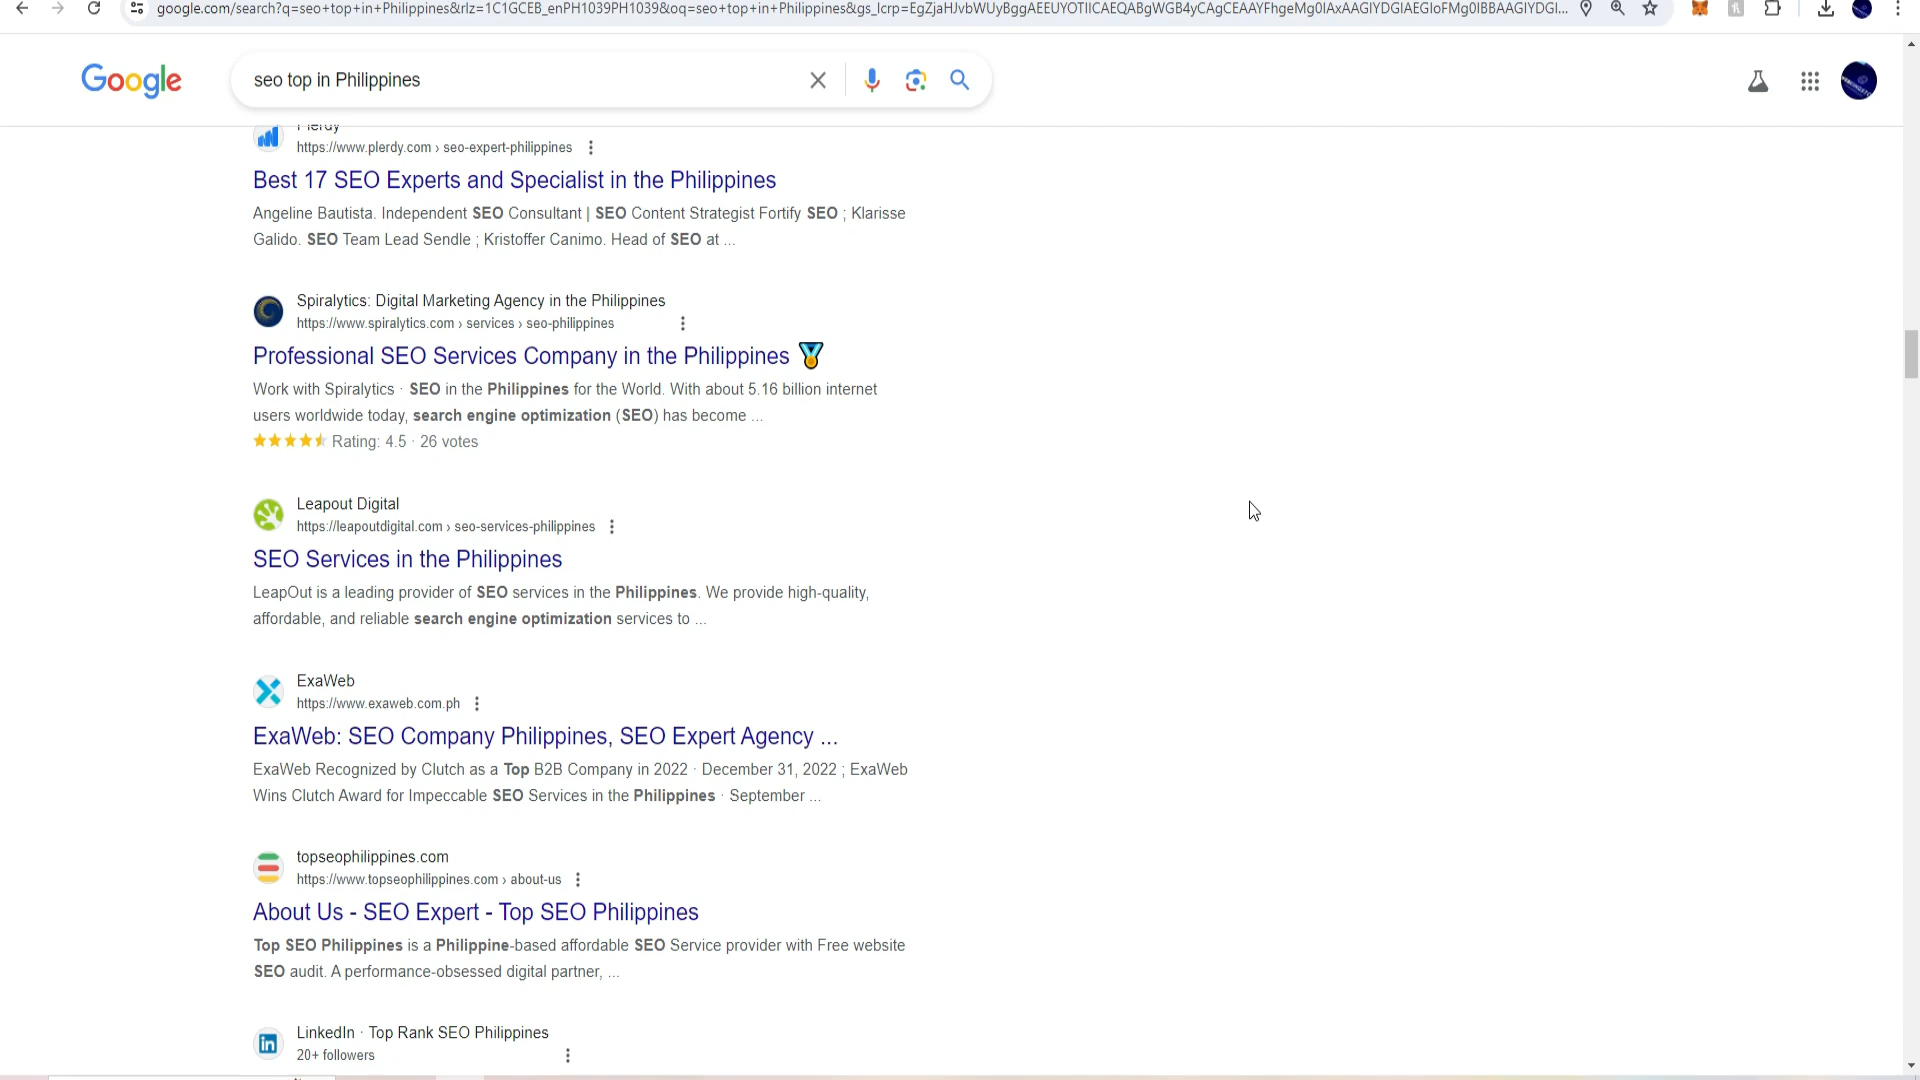 google.com/search?q=seo+top+in+Philippines&rlz=1C1GCEB_enPH1039PH1039&oq=seo+top+in+Philippines&gs_lcrp=EgZjaHJvbWUyBggAEEUYOTIICAEQABgWGB4yCAgCEAAYFhgeMg0IAxAAGIYDGIAEGIoFMg0IBBAAGIYDGI...
Google
seo top in Philippines
Plerdy
https://www.plerdy.com › seo-expert-philippines
Best 17 SEO Experts and Specialist in the Philippines
Angeline Bautista. Independent SEO Consultant | SEO Content Strategist Fortify SEO ; Klarisse
Galido. SEO Team Lead Sendle ; Kristoffer Canimo. Head of SEO at ...
Spiralytics: Digital Marketing Agency in the Philippines
https://www.spiralytics.com › services › seo-philippines
Professional SEO Services Company in the Philippines 🏅
Work with Spiralytics · SEO in the Philippines for the World. With about 5.16 billion internet
users worldwide today, search engine optimization (SEO) has become ...
Rating: 4.5 · 26 votes
Leapout Digital
https://leapoutdigital.com › seo-services-philippines
SEO Services in the Philippines
LeapOut is a leading provider of SEO services in the Philippines. We provide high-quality,
affordable, and reliable search engine optimization services to ...
ExaWeb
https://www.exaweb.com.ph
ExaWeb: SEO Company Philippines, SEO Expert Agency ...
ExaWeb Recognized by Clutch as a Top B2B Company in 2022 · December 31, 2022 ; ExaWeb
Wins Clutch Award for Impeccable SEO Services in the Philippines · September ...
topseophilippines.com
https://www.topseophilippines.com › about-us
About Us - SEO Expert - Top SEO Philippines
Top SEO Philippines is a Philippine-based affordable SEO Service provider with Free website
SEO audit. A performance-obsessed digital partner, ...
in
LinkedIn · Top Rank SEO Philippines
20+ followers